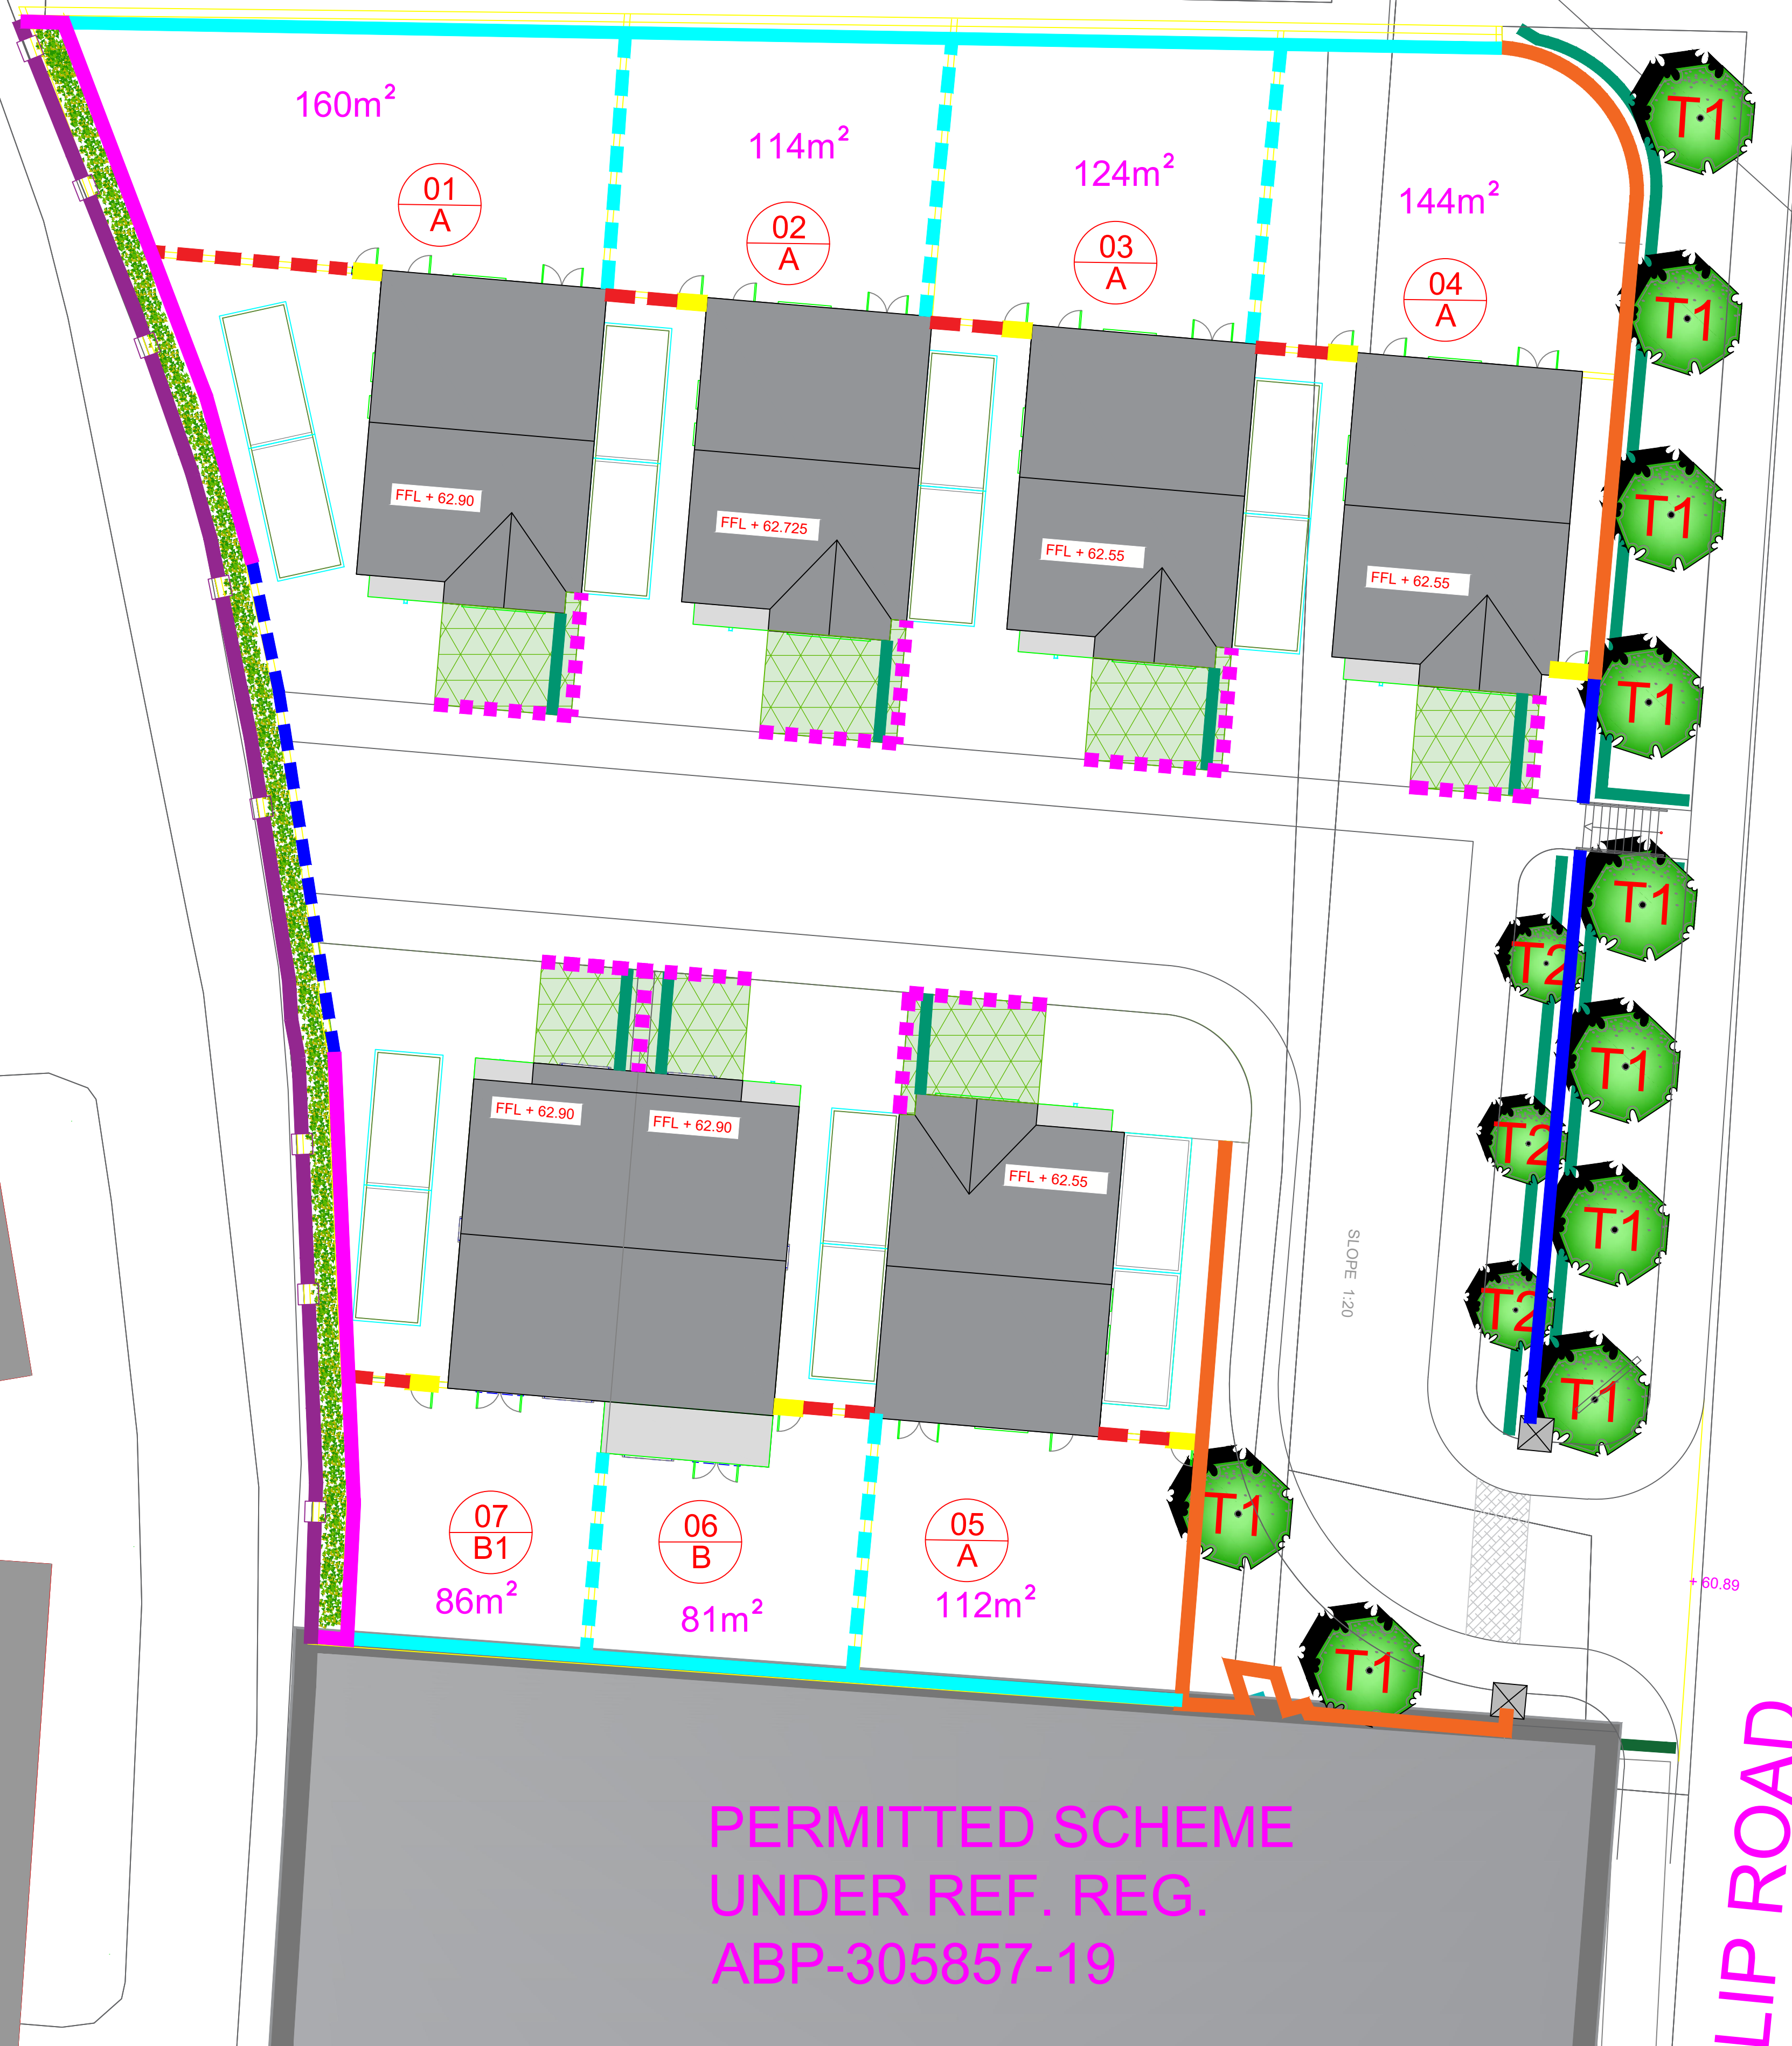 160m²
114m²
124m²
144m²
01
A
02
A
03
A
04
A
T1
T1
T1
T1
FFL + 62.90
FFL + 62.725
FFL + 62.55
FFL + 62.55
T1
T2
T1
T2
T1
T2
T1
FFL + 62.90
FFL + 62.90
FFL + 62.55
SLOPE 1:20
07
B1
06
B
05
A
86m²
81m²
112m²
T1
T1
+ 60.89
PERMITTED SCHEME
UNDER REF. REG.
ABP-305857-19
LIP ROAD